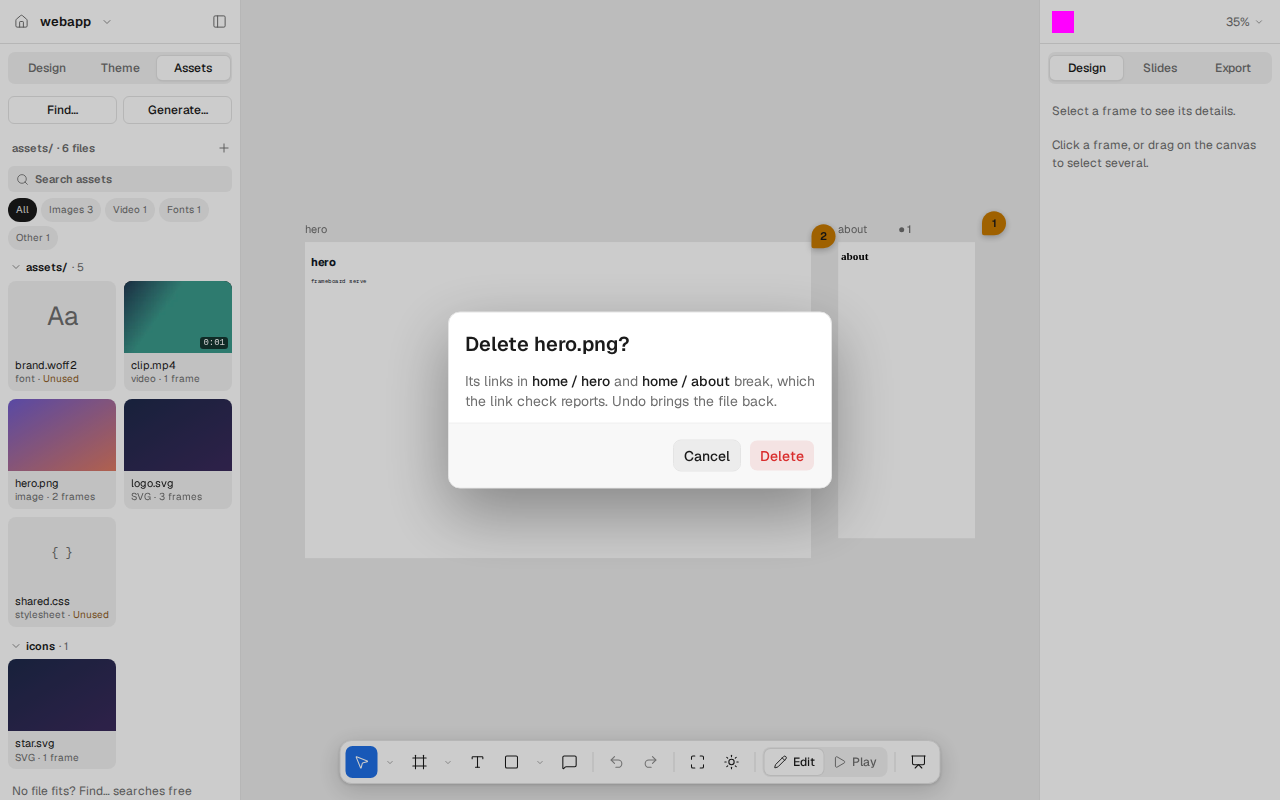 webapp
35%
Design Theme Assets
Design Slides Export
Find… Generate…
Select a frame to see its details.
Click a frame, or drag on the canvas
to select several.
assets/ · 6 files
Search assets
All Images 3 Video 1 Fonts 1
Other 1
assets/ · 5
Aa
0:01
brand.woff2 clip.mp4
font · Unused video · 1 frame
hero.png logo.svg
image · 2 frames SVG · 3 frames
{ }
shared.css
stylesheet · Unused
icons · 1
star.svg
SVG · 1 frame
No file fits? Find… searches free
hero 2 about 1 1
hero
frameboard serve
about
Delete hero.png?
Its links in home / hero and home / about break, which
the link check reports. Undo brings the file back.
Cancel Delete
Edit Play